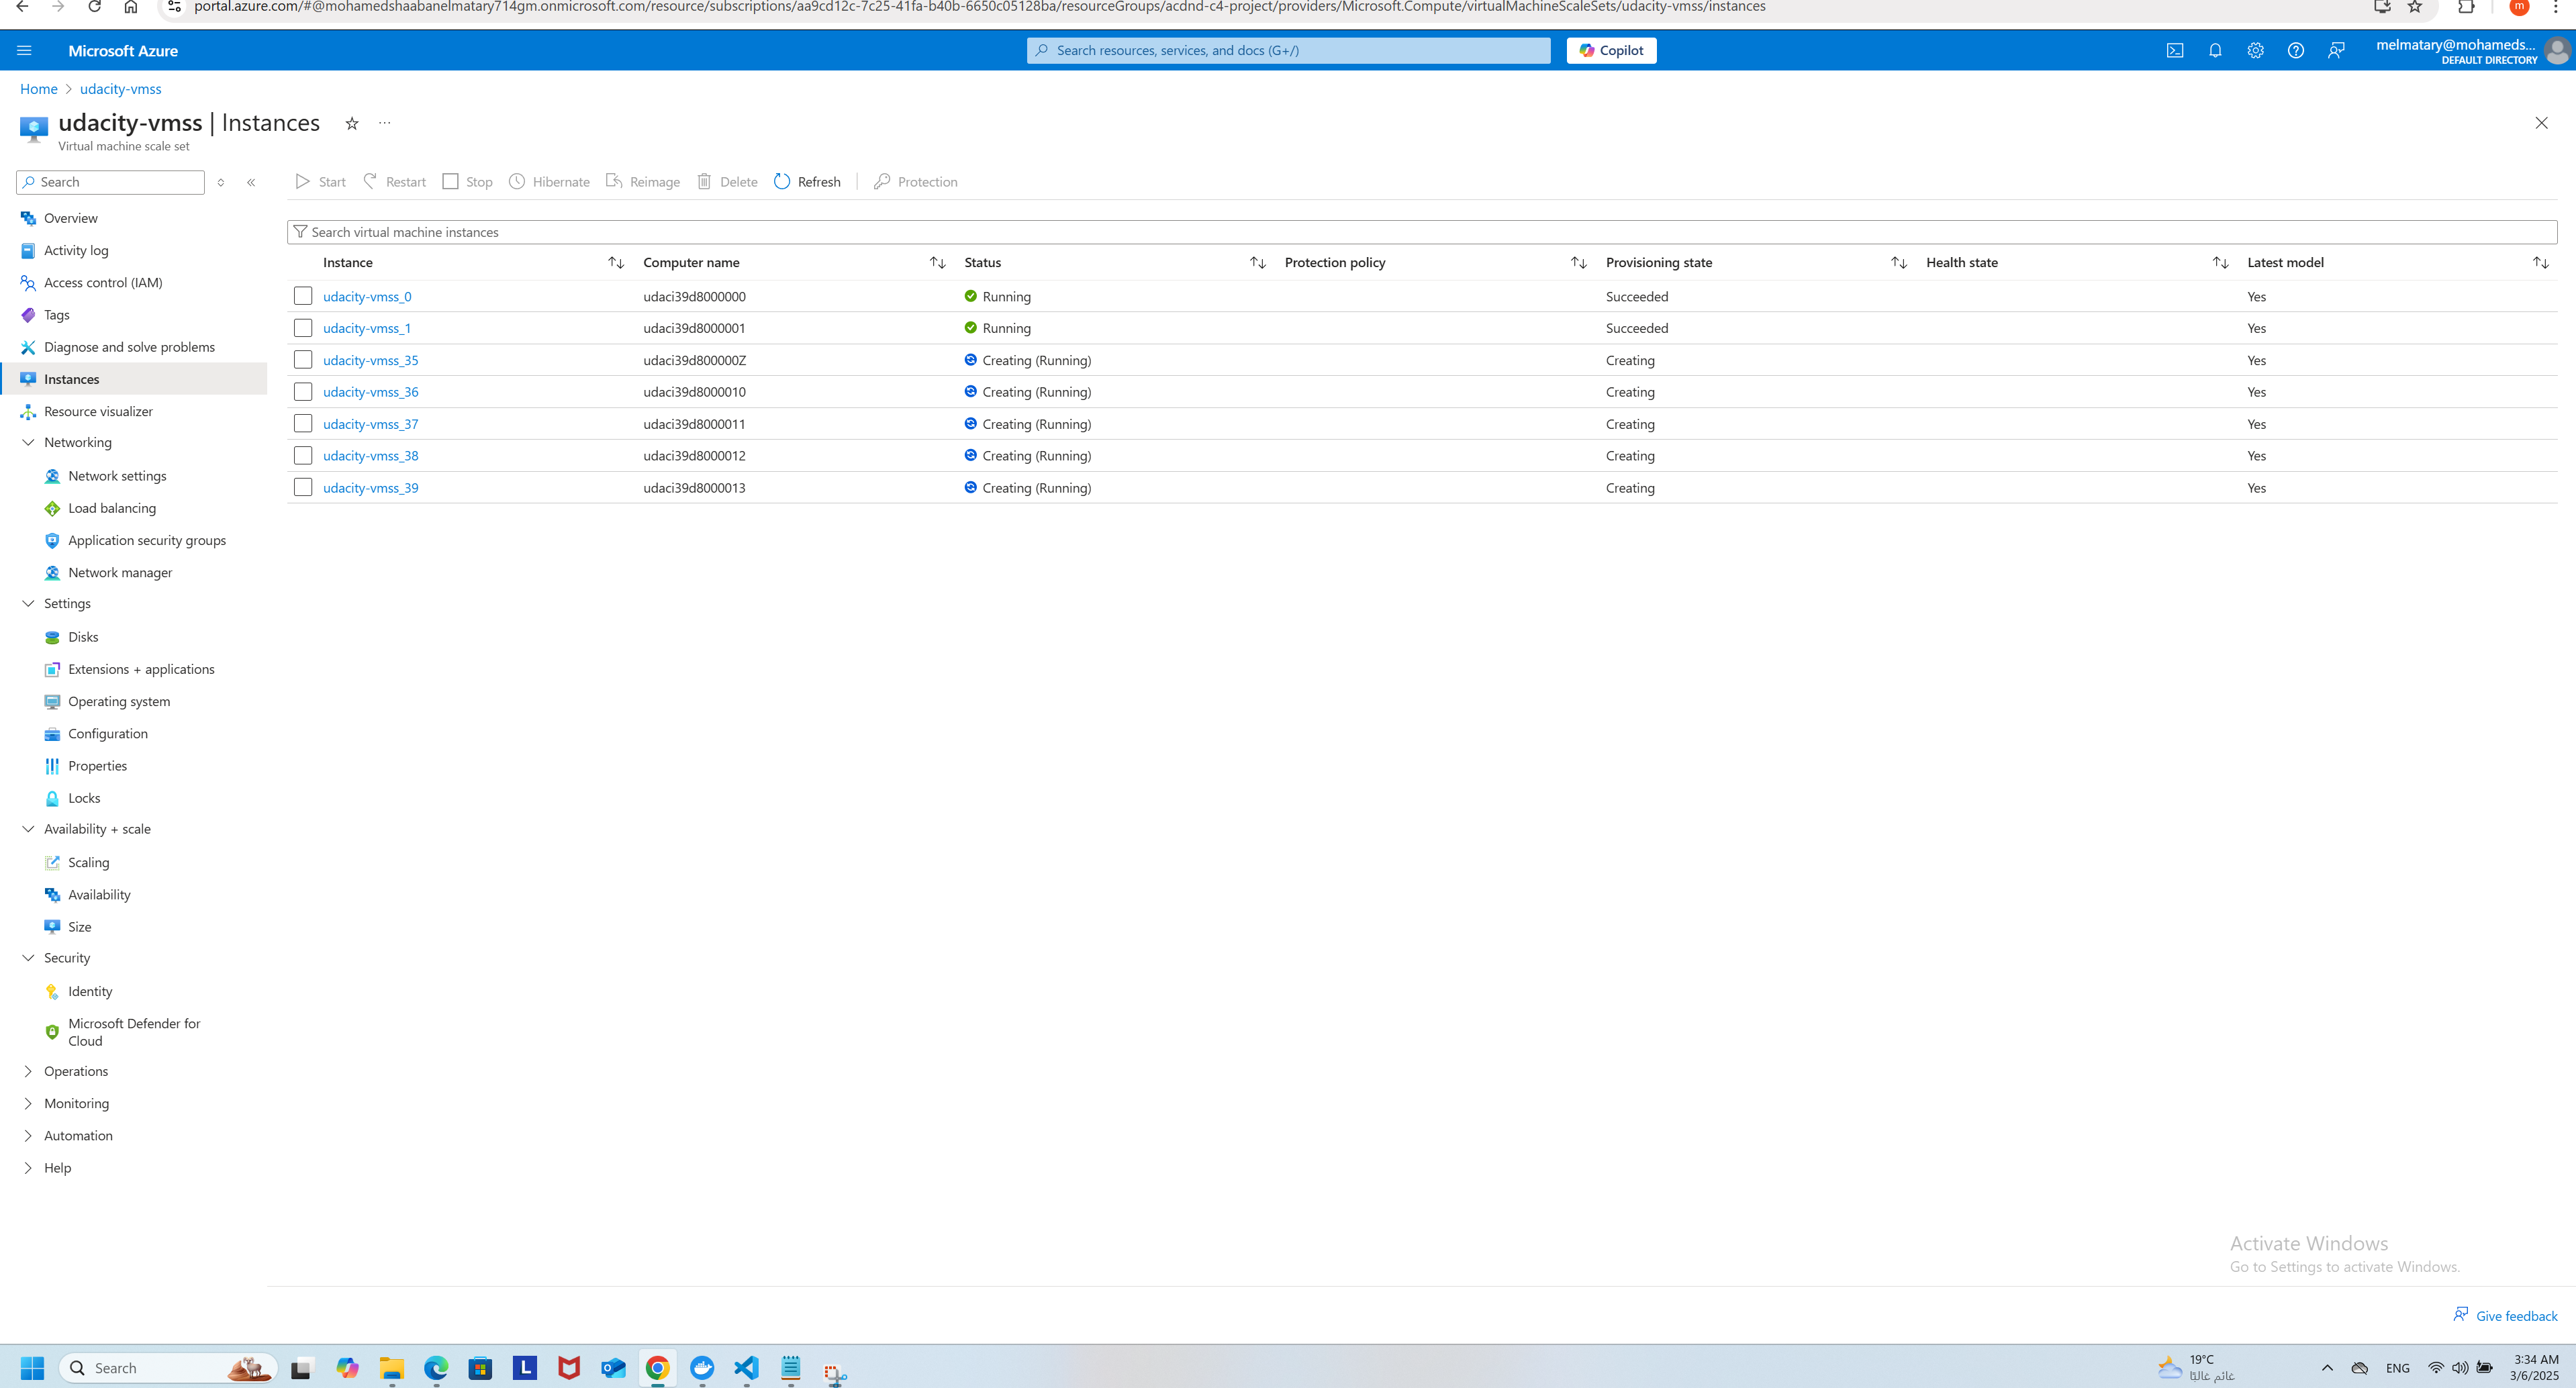 portal.azure.com/#@mohamedshaabanelmatary714gm.onmicrosoft.com/resource/subscriptions/aa9cd12c-7c25-41fa-b40b-6650c05128ba/resourceGroups/acdnd-c4-project/providers/Microsoft.Compute/virtualMachineScaleSets/udacity-vmss/instances
m
Microsoft Azure
Search resources, services, and docs (G+/)
Copilot
melmatary@mohameds...
DEFAULT DIRECTORY
Home > udacity-vmss
udacity-vmss | Instances
Virtual machine scale set
Search
Start Restart Stop Hibernate Reimage Delete Refresh Protection
Overview
Activity log
Access control (IAM)
Tags
Diagnose and solve problems
Instances
Resource visualizer
Networking
Network settings
Load balancing
Application security groups
Network manager
Settings
Disks
Extensions + applications
Operating system
Configuration
Properties
Locks
Availability + scale
Scaling
Availability
Size
Security
Identity
Microsoft Defender for
Cloud
Operations
Monitoring
Automation
Help
Search virtual machine instances
Instance Computer name Status Protection policy Provisioning state Health state Latest model
udacity-vmss_0 udaci39d8000000 Running Succeeded Yes
udacity-vmss_1 udaci39d8000001 Running Succeeded Yes
udacity-vmss_35 udaci39d800000Z Creating (Running) Creating Yes
udacity-vmss_36 udaci39d8000010 Creating (Running) Creating Yes
udacity-vmss_37 udaci39d8000011 Creating (Running) Creating Yes
udacity-vmss_38 udaci39d8000012 Creating (Running) Creating Yes
udacity-vmss_39 udaci39d8000013 Creating (Running) Creating Yes
Activate Windows
Go to Settings to activate Windows.
Give feedback
Search
L
19°C
غائم غالبًا
ENG
3:34 AM
3/6/2025